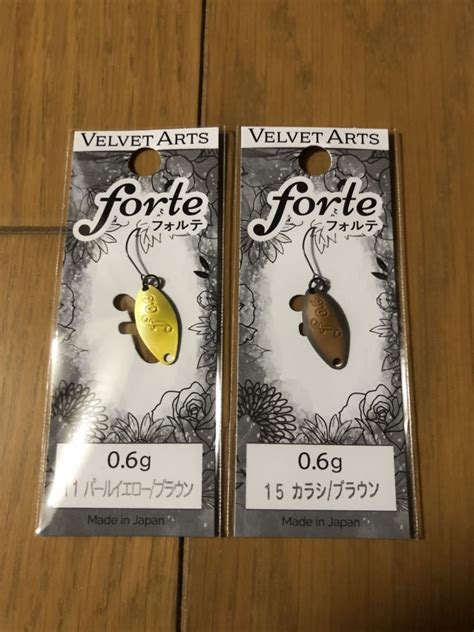 VELVET ARTS
forte
フォルテ
0.6g
11 パールイエロー/ブラウン
Made in Japan
VELVET ARTS
forte
フォルテ
0.6g
15 カラシ/ブラウン
Made in Japan